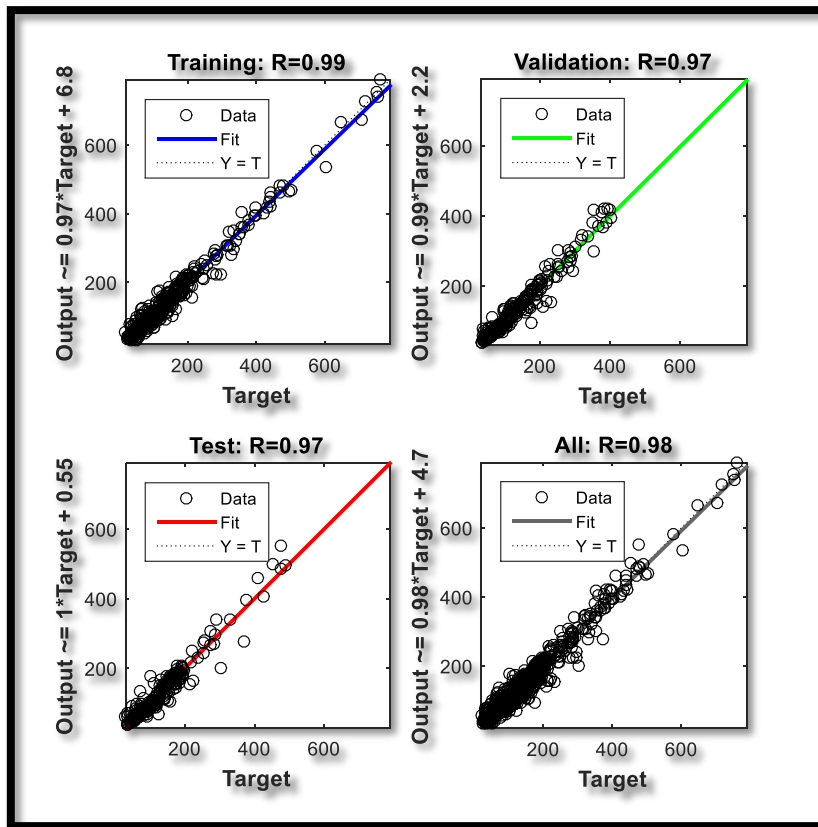 Training: R=0.99
Output ~= 0.97*Target + 6.8
600
400
200
Data
Fit
Y = T
200 400 600
Target
Validation: R=0.97
Output ~= 0.99*Target + 2.2
600
400
200
Data
Fit
Y = T
200 400 600
Target
Test: R=0.97
Output ~= 1*Target + 0.55
600
400
200
Data
Fit
Y = T
200 400 600
Target
All: R=0.98
Output ~= 0.98*Target + 4.7
600
400
200
Data
Fit
Y = T
200 400 600
Target